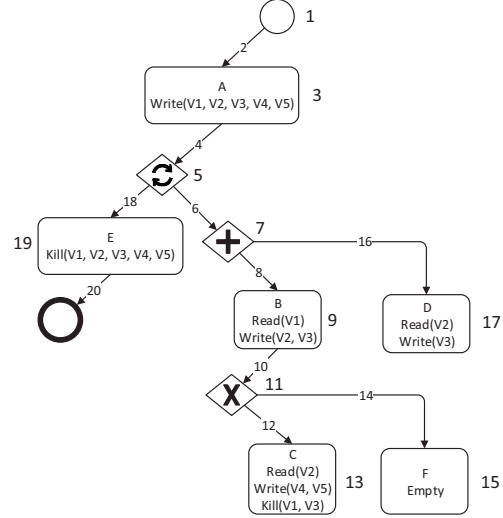 1
2
A
Write(V1, V2, V3, V4, V5)
3
4
5
18
6
E
Kill(V1, V2, V3, V4, V5)
19
7
16
8
20
B
Read(V1)
Write(V2, V3)
9
D
Read(V2)
Write(V3)
17
10
X
11
14
12
C
Read(V2)
Write(V4, V5)
Kill(V1, V3)
13
F
Empty
15